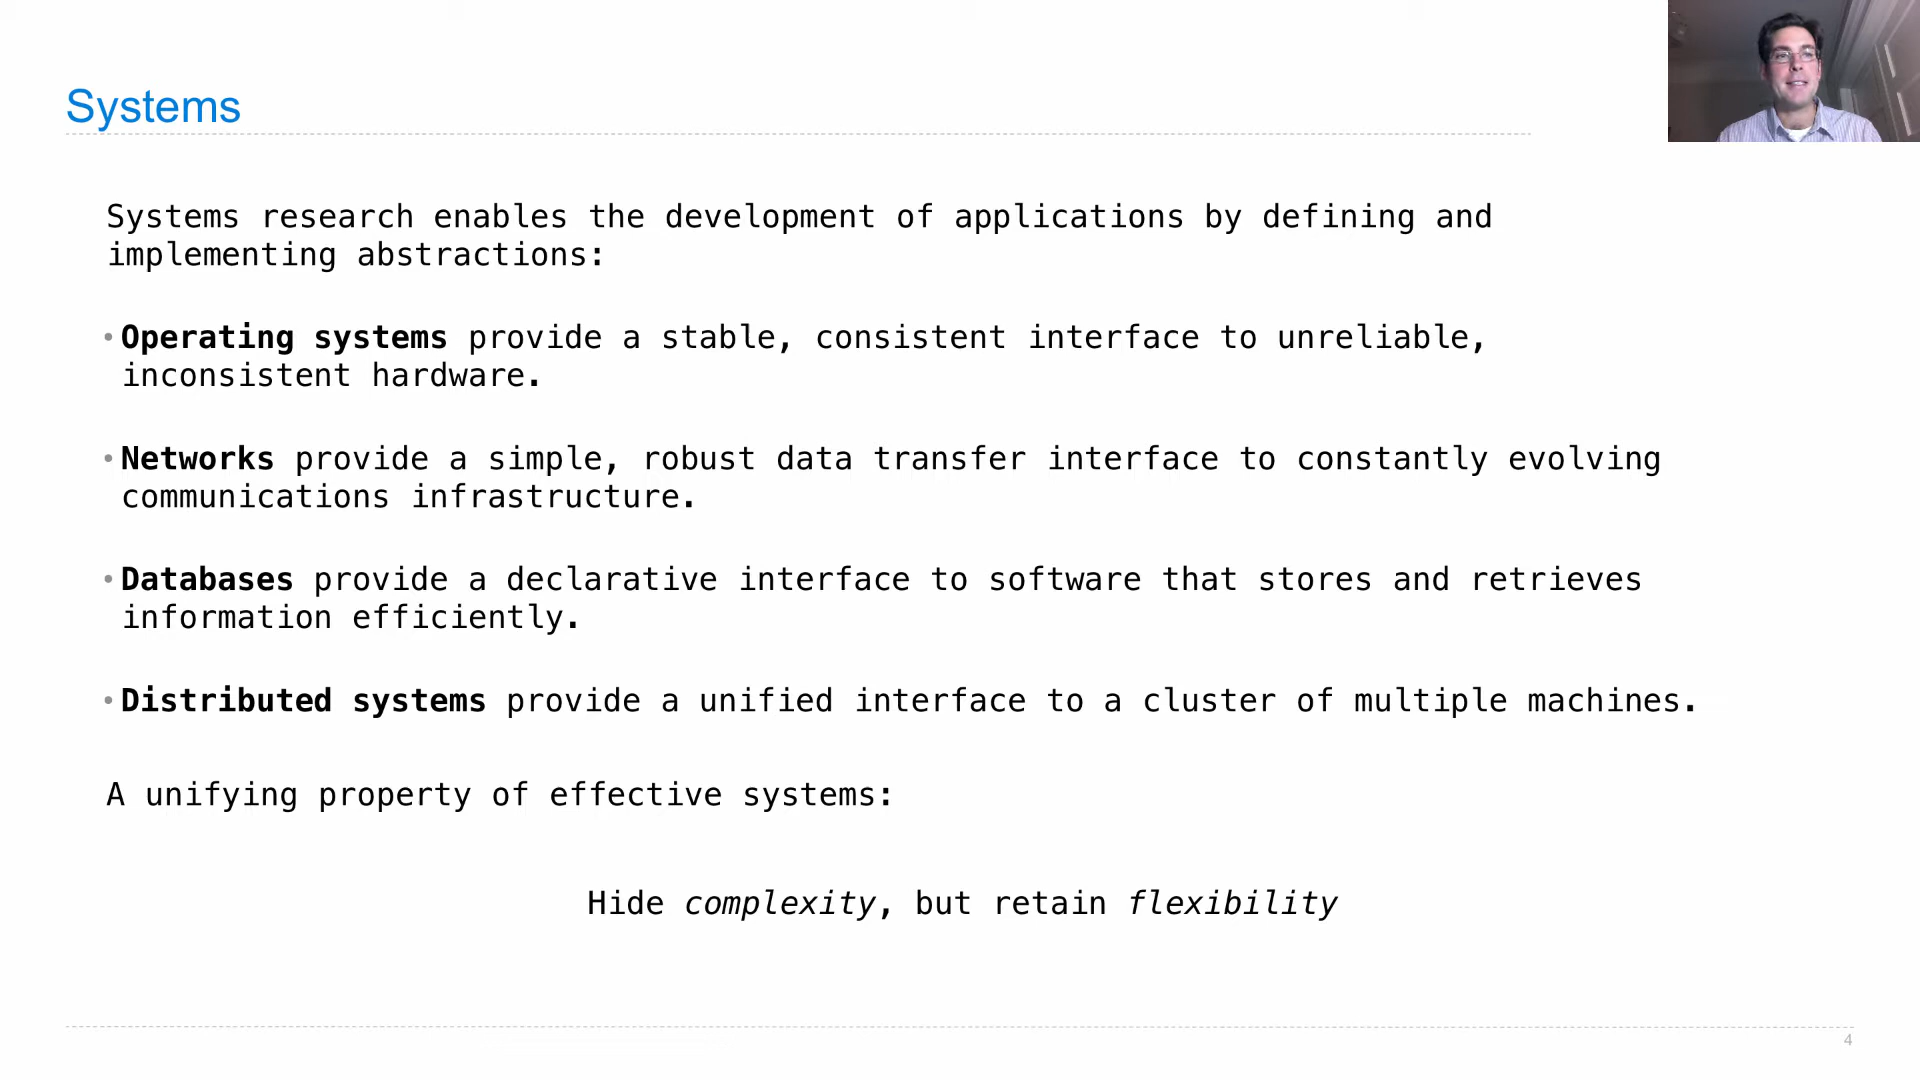 Systems
Systems research enables the development of applications by defining and
implementing abstractions:
• Operating systems provide a stable, consistent interface to unreliable,
inconsistent hardware.
• Networks provide a simple, robust data transfer interface to constantly evolving
communications infrastructure.
• Databases provide a declarative interface to software that stores and retrieves
information efficiently.
• Distributed systems provide a unified interface to a cluster of multiple machines.
A unifying property of effective systems:
Hide complexity, but retain flexibility
4